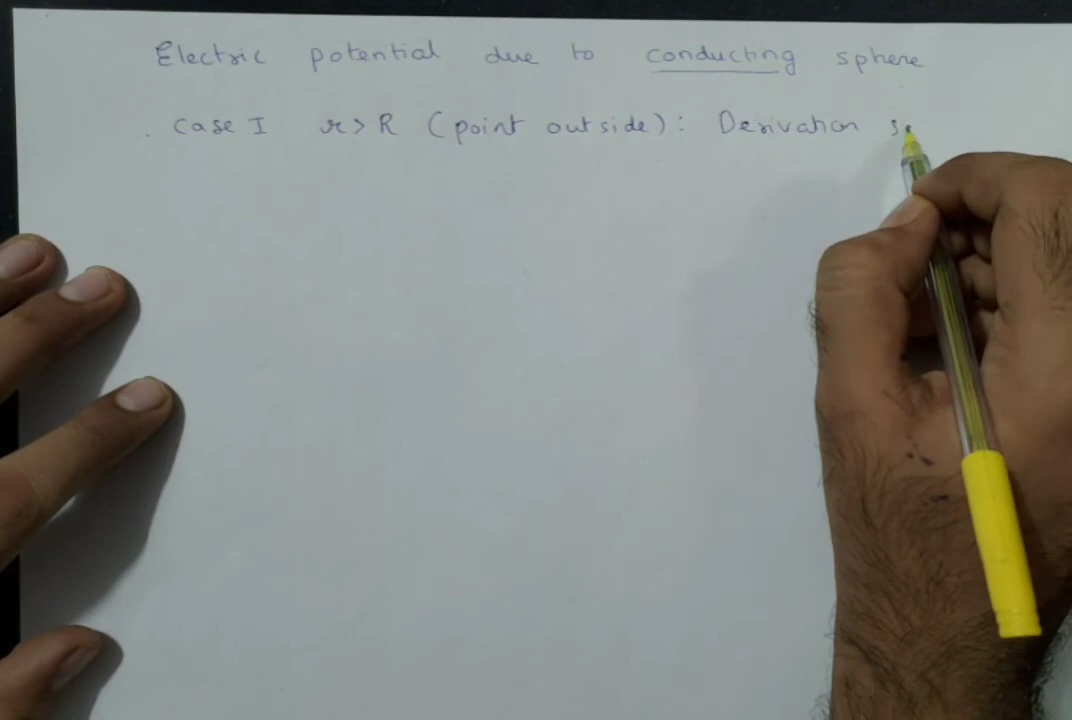 Electric potential due to conducting sphere
Case I r>R (point outside): Derivation